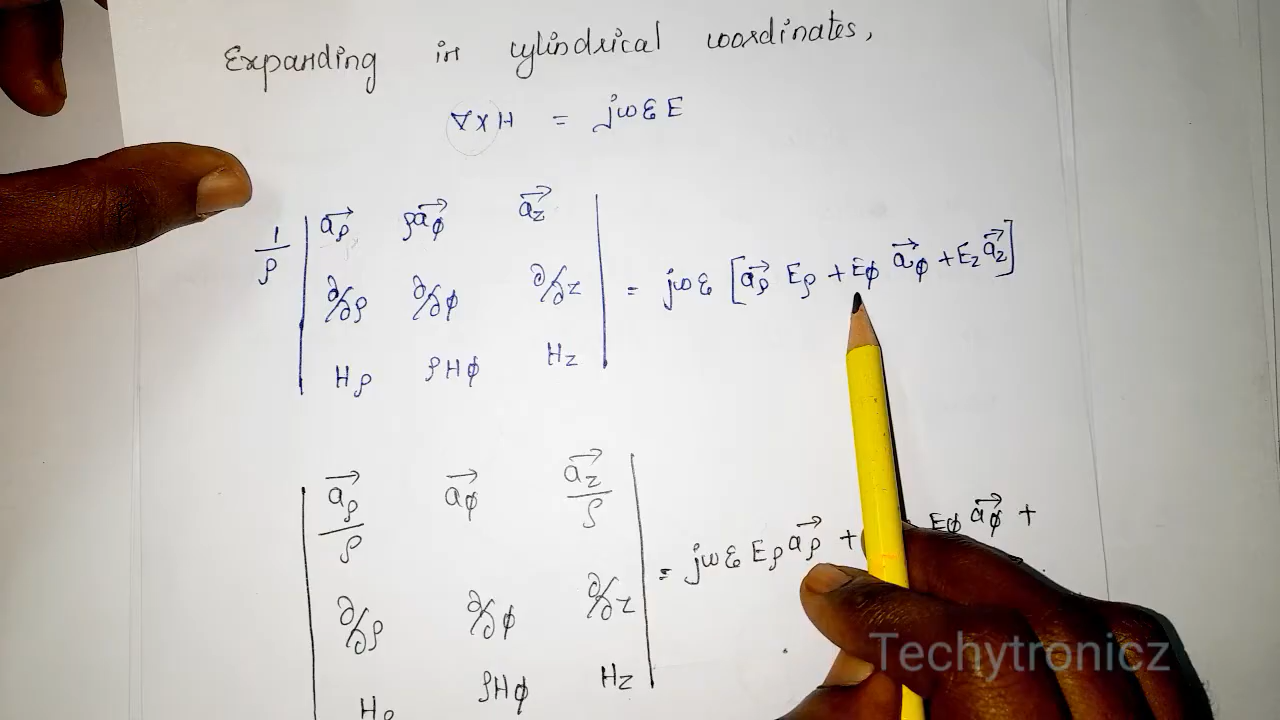 Expanding in cylindrical coordinates,
∇×H = jωε E
1/ρ | a⃗ρ ρa⃗φ a⃗z |
| ∂/∂ρ ∂/∂φ ∂/∂z | = jωε [a⃗ρ Eρ + Eφ a⃗φ + Ez a⃗z]
| Hρ ρHφ Hz |
| a⃗ρ/ρ a⃗φ a⃗z/ρ |
| ∂/∂ρ ∂/∂φ ∂/∂z | = jωε Eρ a⃗ρ + Eφ a⃗φ +
| Hρ ρHφ Hz |
Techytronicz